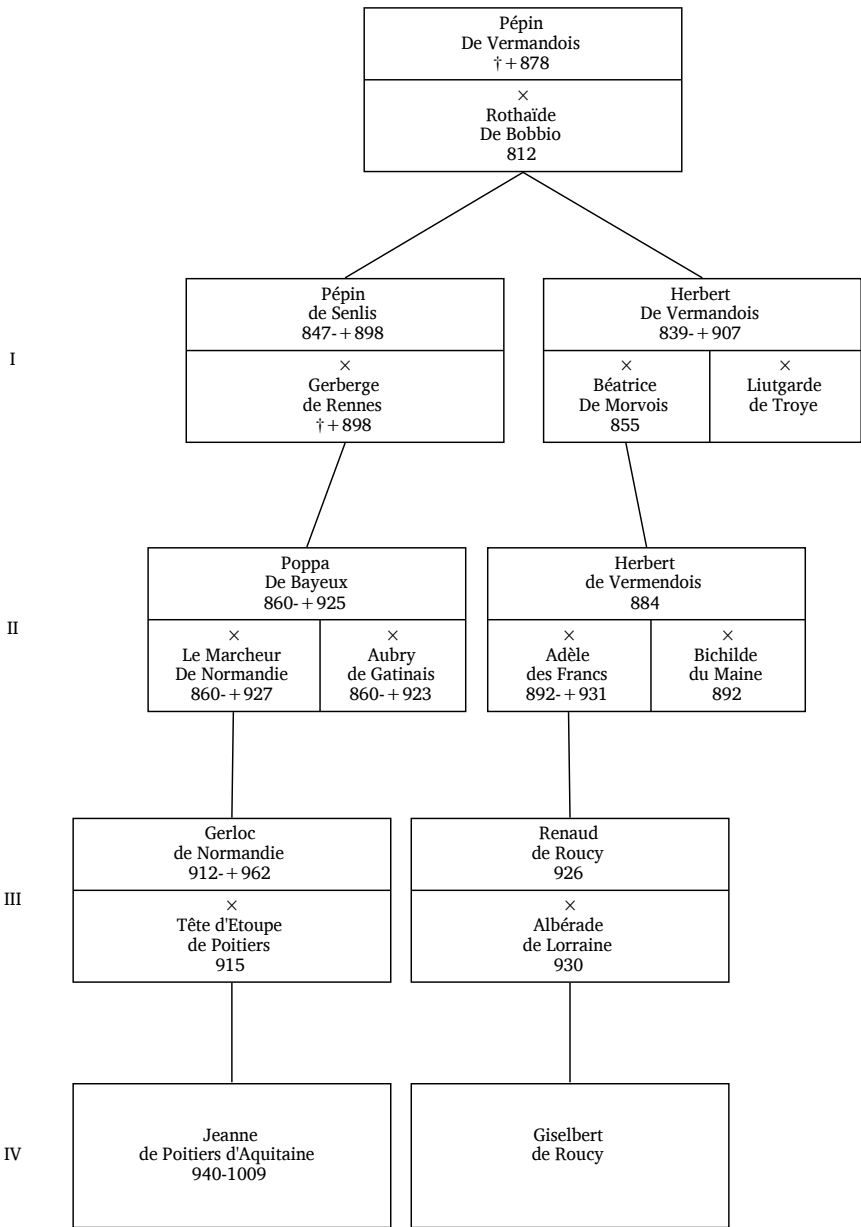 Pépin
De Vermandois
†+878
×
Rothaïde
De Bobbio
812
I
Pépin
de Senlis
847-+898
×
Gerberge
de Rennes
†+898
Herbert
De Vermandois
839-+907
×
Béatrice
De Morvois
855
×
Liutgarde
de Troye
II
Poppa
De Bayeux
860-+925
×
Le Marcheur
De Normandie
860-+927
×
Aubry
de Gatinais
860-+923
Herbert
de Vermendois
884
×
Adèle
des Francs
892-+931
×
Bichilde
du Maine
892
III
Gerloc
de Normandie
912-+962
×
Tête d'Etoupe
de Poitiers
915
Renaud
de Roucy
926
×
Albérade
de Lorraine
930
IV
Jeanne
de Poitiers d'Aquitaine
940-1009
Giselbert
de Roucy